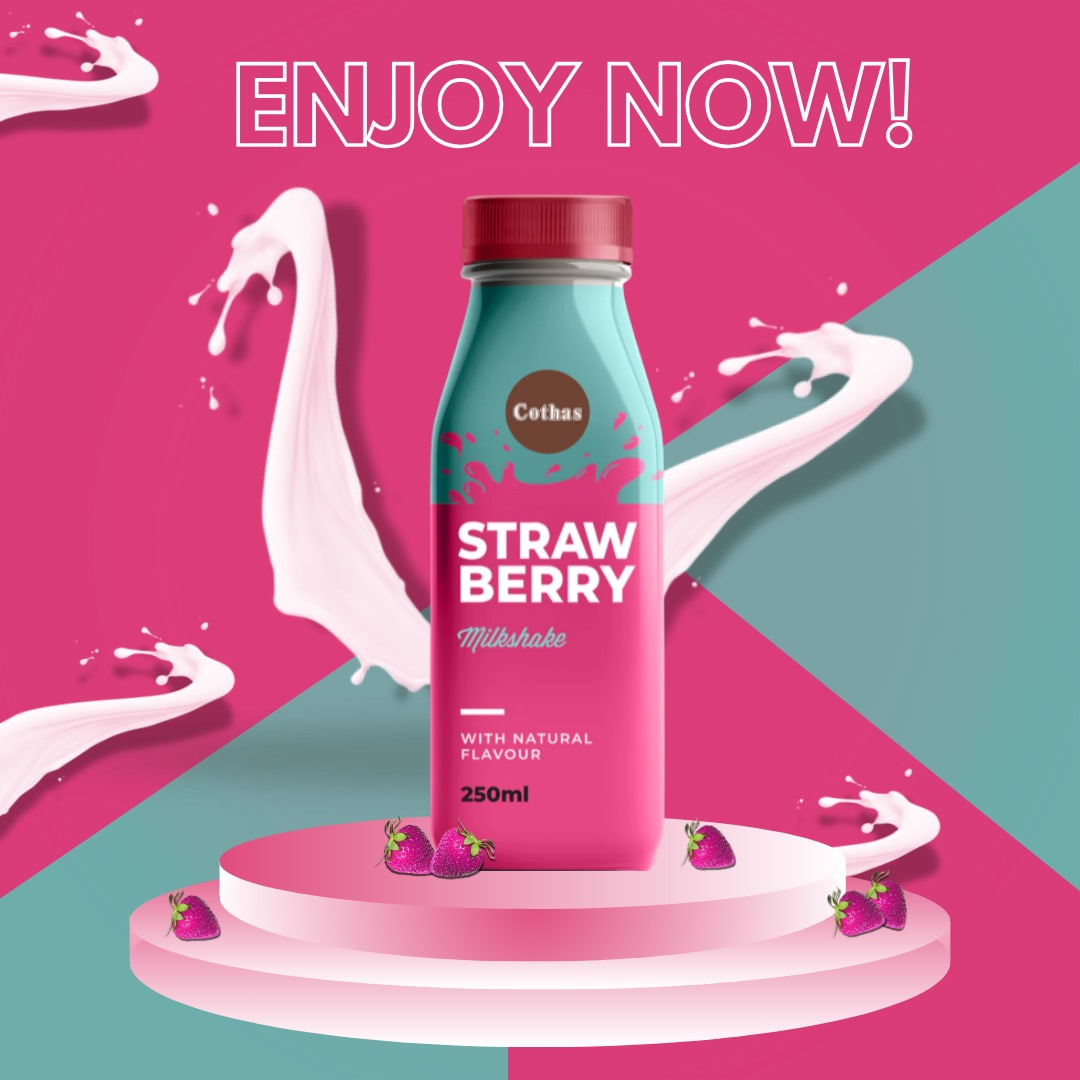 ENJOY NOW!
Cothas
STRAW
BERRY
Milkshake
WITH NATURAL
FLAVOUR
250ml